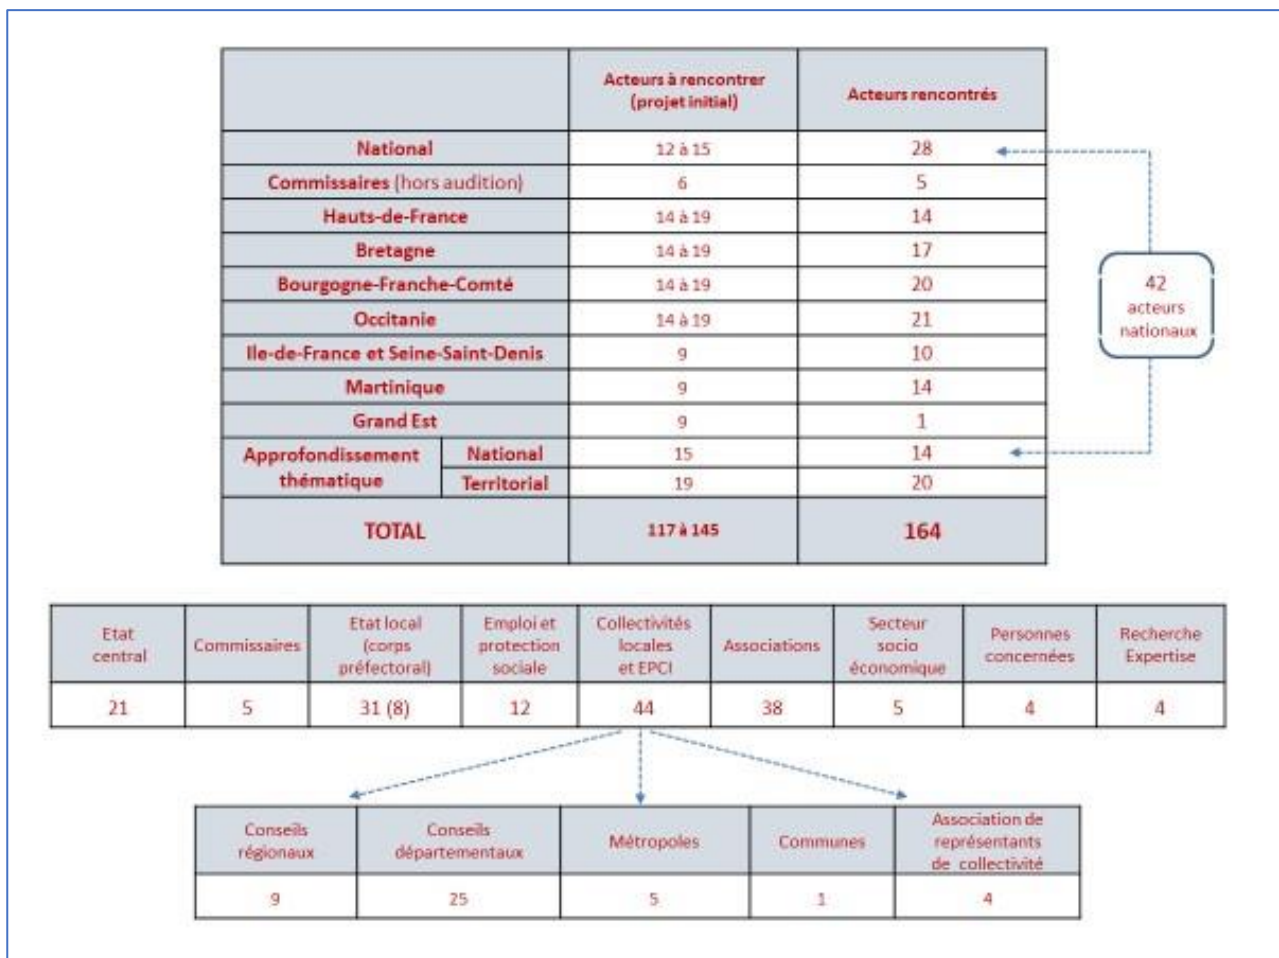 Acteurs à rencontrer
(projet initial)
Acteurs rencontrés
National 12 à 15 28
Commissaires (hors audition) 6 5
Hauts-de-France 14 à 19 14
Bretagne 14 à 19 17
Bourgogne-Franche-Comté 14 à 19 20
Occitanie 14 à 19 21
Ile-de-France et Seine-Saint-Denis 9 10
Martinique 9 14
Grand Est 9 1
Approfondissement
thématique
National 15 14
Territorial 19 20
TOTAL 117 à 145 164
42
acteurs
nationaux
Etat
central
Commissaires
Etat local
(corps
préfectoral)
Emploi et
protection
sociale
Collectivités
locales
et EPCI
Associations
Secteur
socio
économique
Personnes
concernées
Recherche
Expertise
21 5 31 (8) 12 44 38 5 4 4
Conseils
régionaux
Conseils
départementaux
Métropoles
Communes
Association de
représentants
de collectivité
9 25 5 1 4